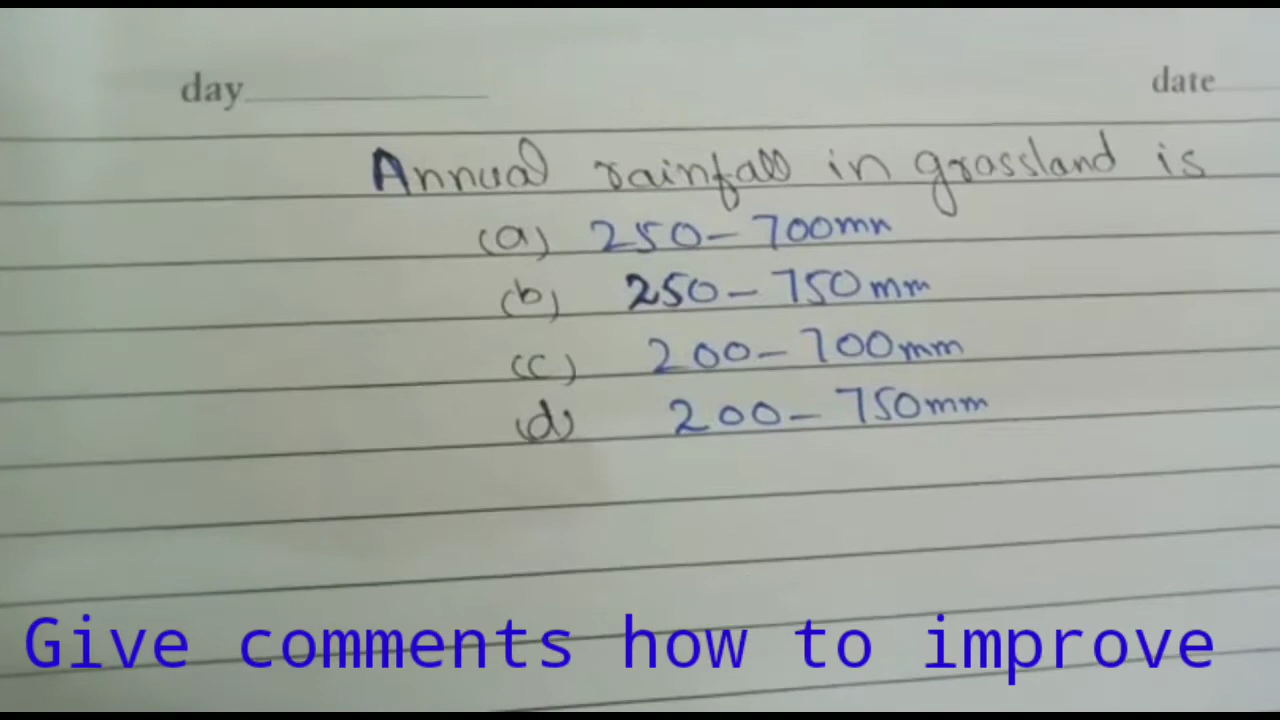 day
date
Annual rainfall in grassland is
(a) 250-700mm
(b) 250-750mm
(c) 200-700mm
(d) 200-750mm
Give comments how to improve